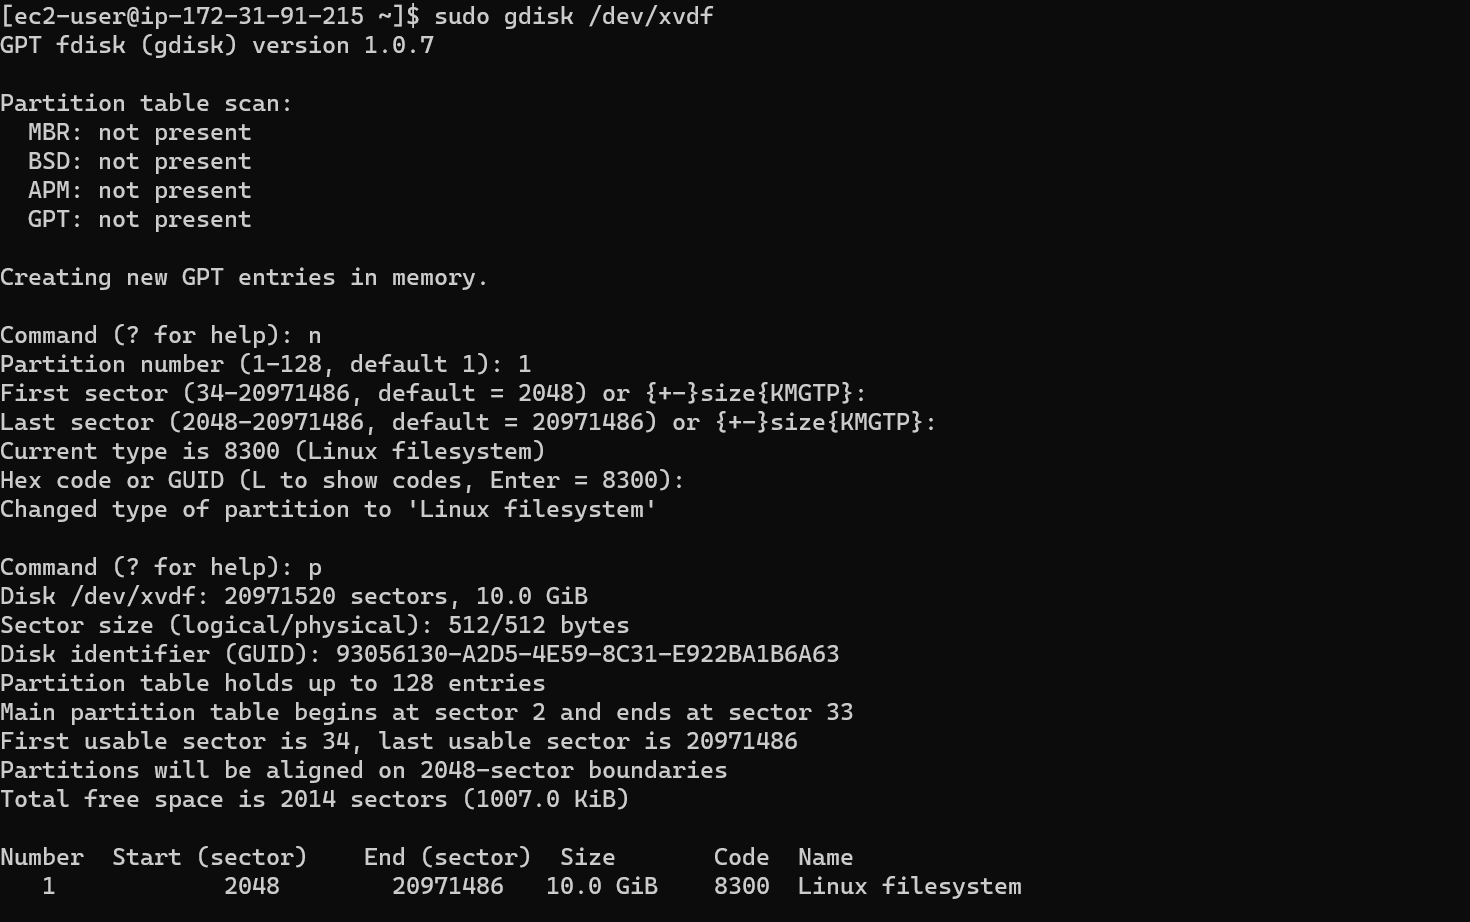 [ec2-user@ip-172-31-91-215 ~]$ sudo gdisk /dev/xvdf
GPT fdisk (gdisk) version 1.0.7

Partition table scan:
  MBR: not present
  BSD: not present
  APM: not present
  GPT: not present

Creating new GPT entries in memory.

Command (? for help): n
Partition number (1-128, default 1): 1
First sector (34-20971486, default = 2048) or {+-}size{KMGTP}:
Last sector (2048-20971486, default = 20971486) or {+-}size{KMGTP}:
Current type is 8300 (Linux filesystem)
Hex code or GUID (L to show codes, Enter = 8300):
Changed type of partition to 'Linux filesystem'

Command (? for help): p
Disk /dev/xvdf: 20971520 sectors, 10.0 GiB
Sector size (logical/physical): 512/512 bytes
Disk identifier (GUID): 93056130-A2D5-4E59-8C31-E922BA1B6A63
Partition table holds up to 128 entries
Main partition table begins at sector 2 and ends at sector 33
First usable sector is 34, last usable sector is 20971486
Partitions will be aligned on 2048-sector boundaries
Total free space is 2014 sectors (1007.0 KiB)

Number  Start (sector)    End (sector)  Size       Code  Name
   1            2048        20971486   10.0 GiB    8300  Linux filesystem